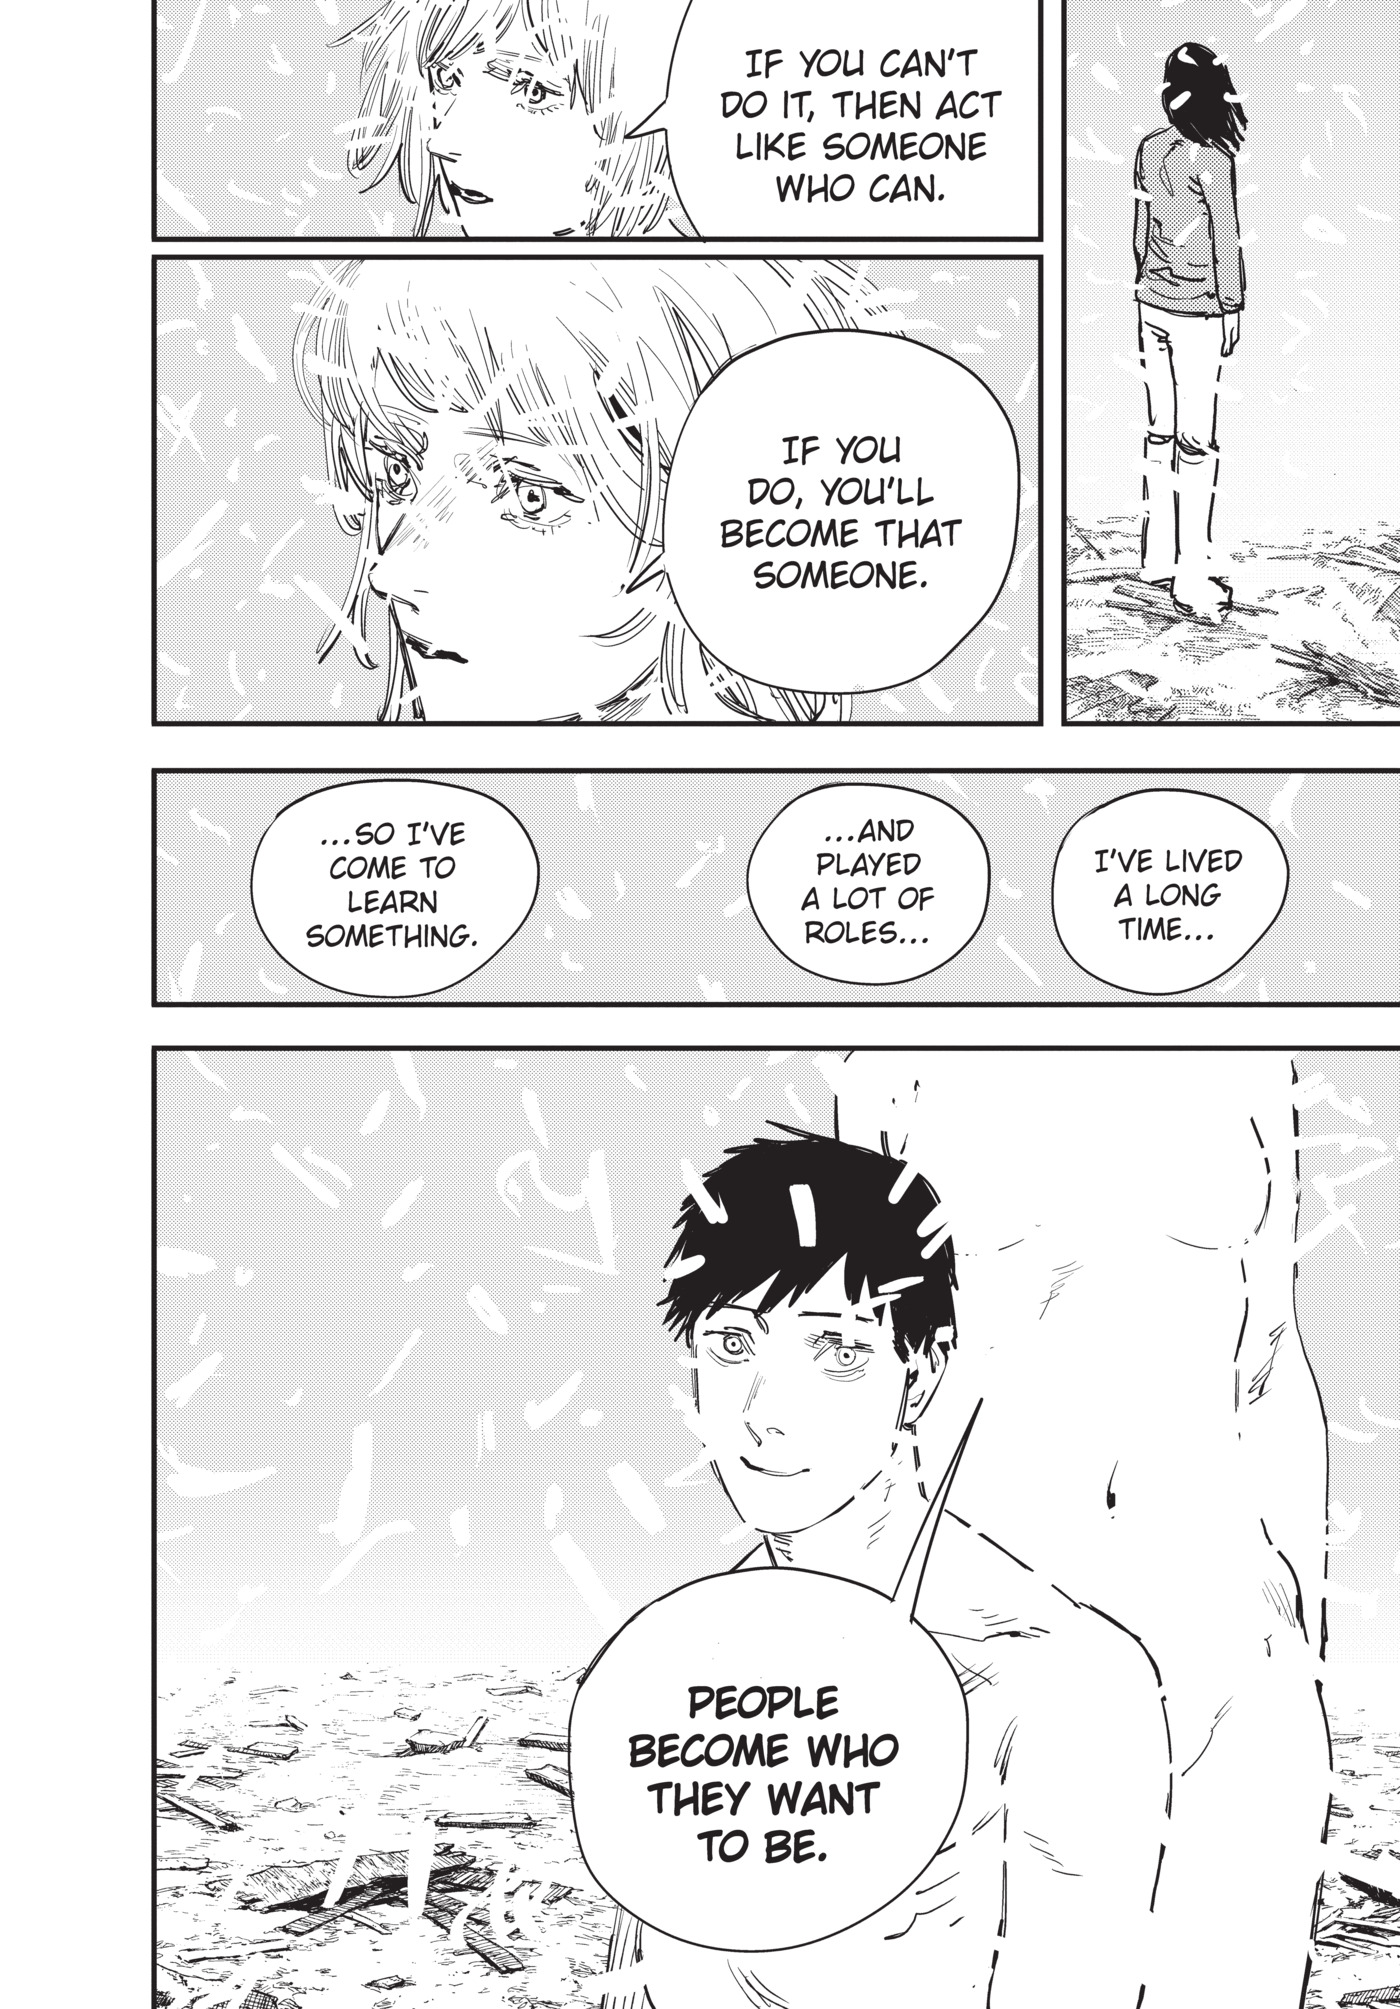 IF YOU CAN'T
DO IT, THEN ACT
LIKE SOMEONE
WHO CAN.
IF YOU
DO, YOU'LL
BECOME THAT
SOMEONE.
I'VE LIVED
A LONG
TIME...
...AND
PLAYED
A LOT OF
ROLES...
...SO I'VE
COME TO
LEARN
SOMETHING.
PEOPLE
BECOME WHO
THEY WANT
TO BE.